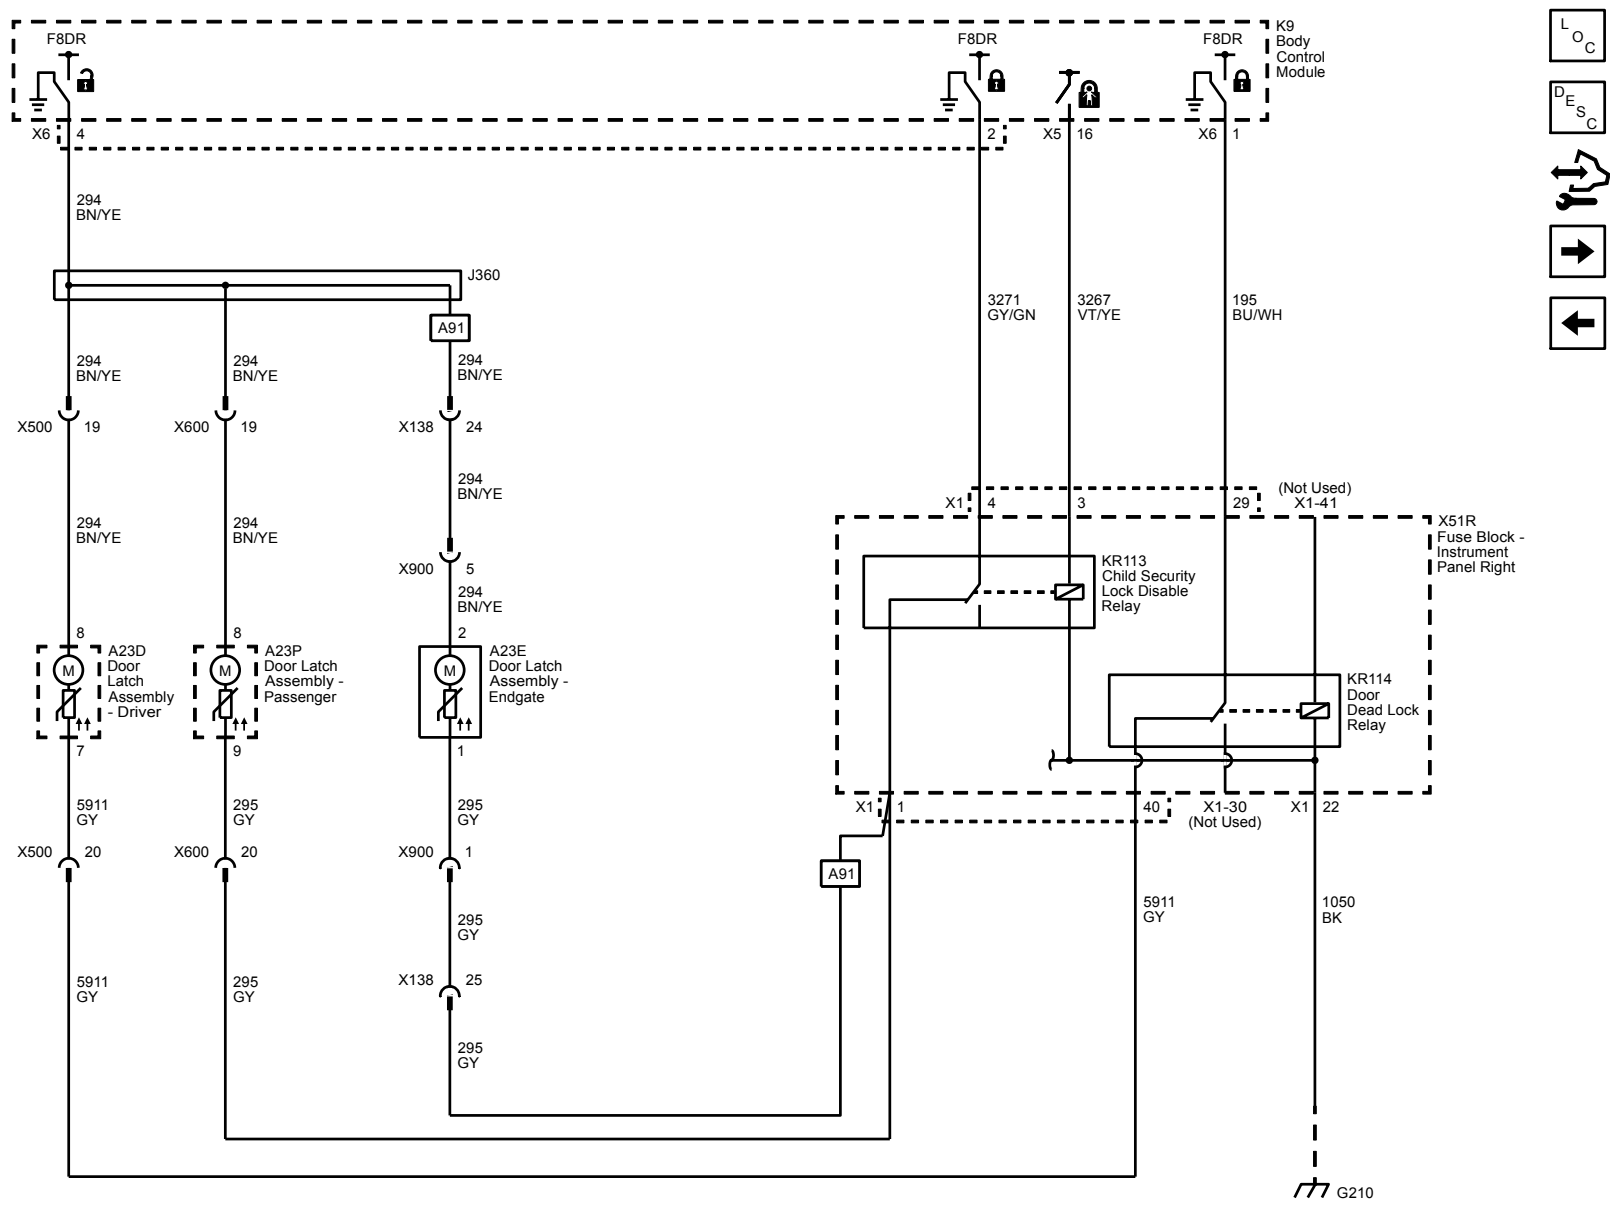 F8DR
F8DR
F8DR
K9
Body
Control
Module
L
O
C
D
E
S
C
X6 4
2
X5 16
X6 1
294
BN/YE
J360
A91
3271
GY/GN
3267
VT/YE
195
BU/WH
294
BN/YE
294
BN/YE
294
BN/YE
X500 19
X600 19
X138 24
294
BN/YE
(Not Used)
X1-41
X1 4
3
29
X51R
Fuse Block -
Instrument
Panel Right
294
BN/YE
294
BN/YE
X900 5
294
BN/YE
KR113
Child Security
Lock Disable
Relay
8
8
2
M
A23D
Door
Latch
Assembly
- Driver
M
A23P
Door Latch
Assembly -
Passenger
M
A23E
Door Latch
Assembly -
Endgate
KR114
Door
Dead Lock
Relay
7
9
1
5911
GY
295
GY
295
GY
X1 1
40
X1-30
(Not Used)
X1 22
X500 20
X600 20
X900 1
A91
295
GY
5911
GY
1050
BK
5911
GY
295
GY
X138 25
295
GY
G210